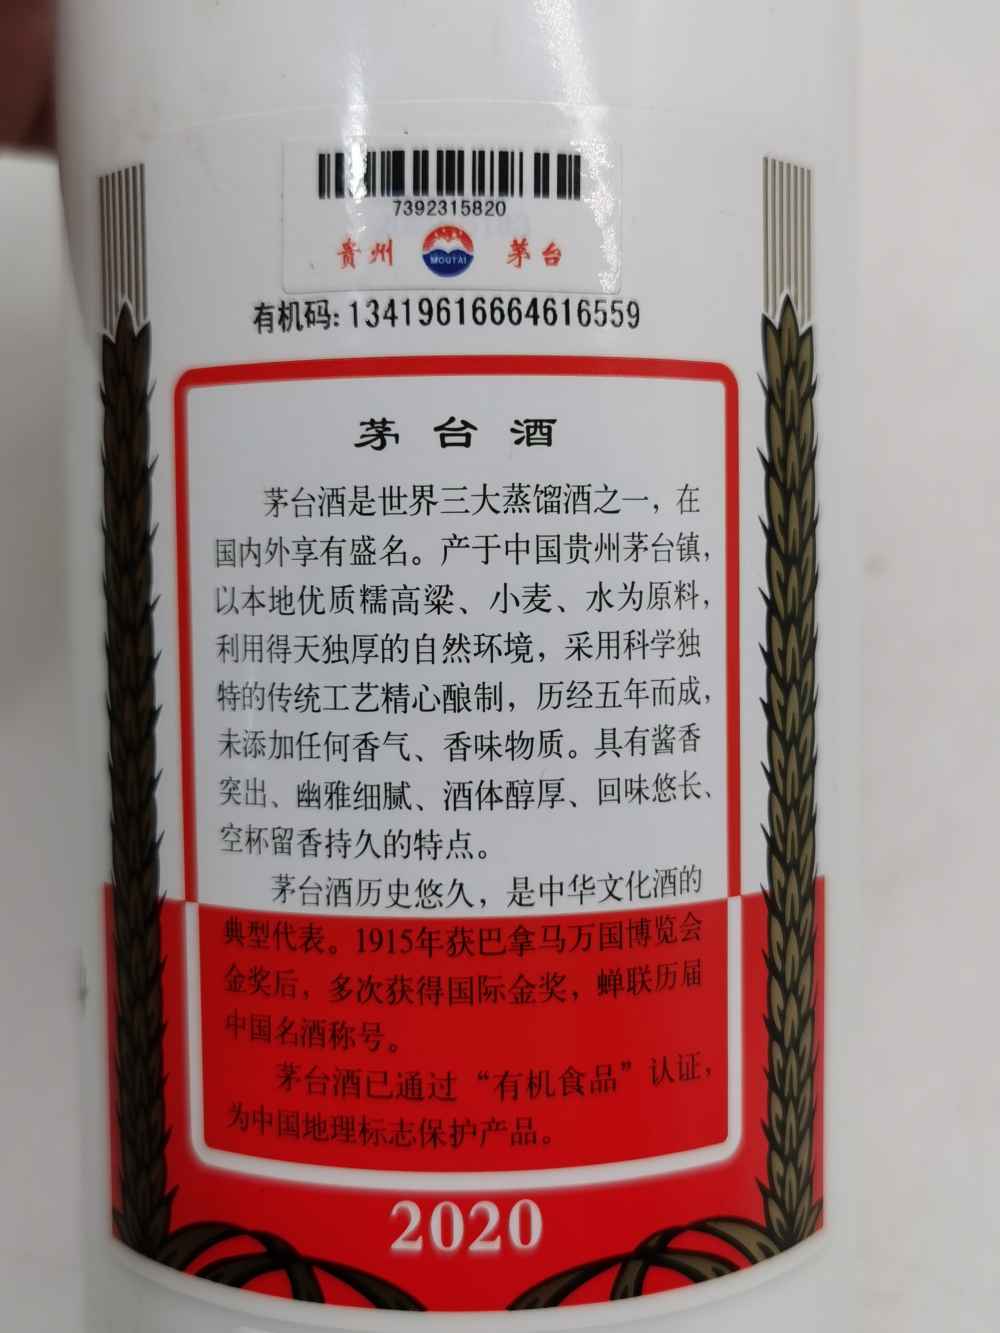 7392315820
贵州 MOUTAI 茅台
有机码:13419616664616559
茅台酒
茅台酒是世界三大蒸馏酒之一，在
国内外享有盛名。产于中国贵州茅台镇，
以本地优质糯高粱、小麦、水为原料，
利用得天独厚的自然环境，采用科学独
特的传统工艺精心酿制，历经五年而成，
未添加任何香气、香味物质。具有酱香
突出、幽雅细腻、酒体醇厚、回味悠长、
空杯留香持久的特点。
茅台酒历史悠久，是中华文化酒的
典型代表。1915年获巴拿马万国博览会
金奖后，多次获得国际金奖，蝉联历届
中国名酒称号。
茅台酒已通过“有机食品”认证，
为中国地理标志保护产品。
2020